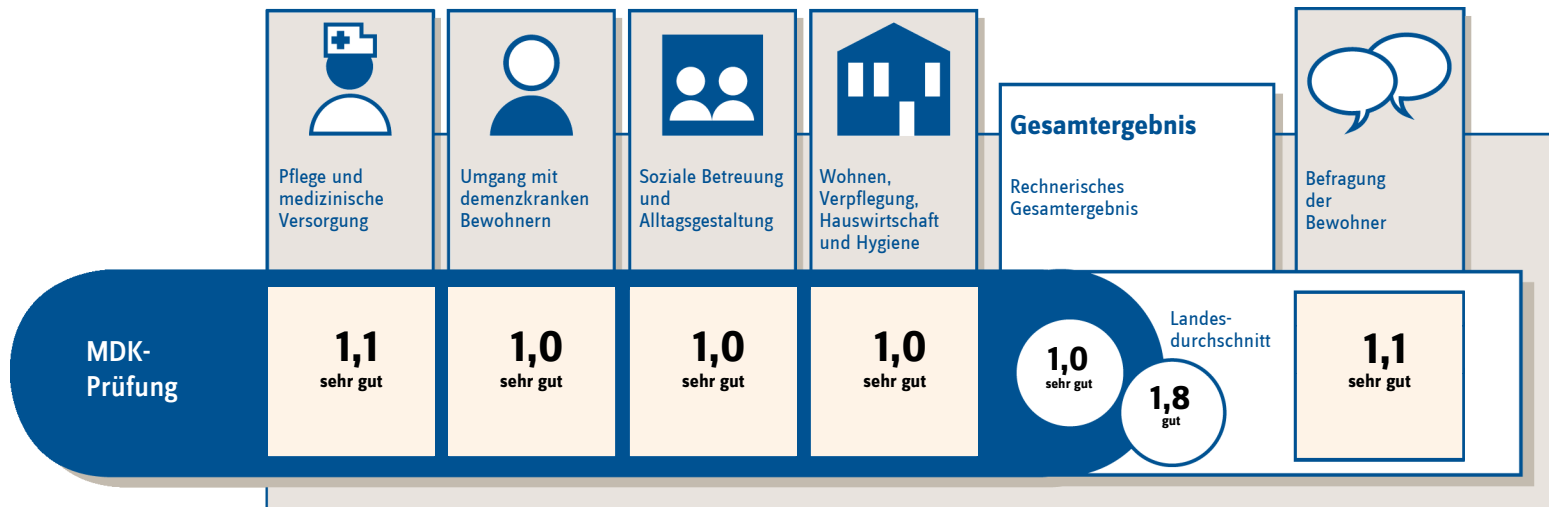 Pflege und
medizinische
Versorgung
Umgang mit
demenzkranken
Bewohnern
Soziale Betreuung
und
Alltagsgestaltung
Wohnen,
Verpflegung,
Hauswirtschaft
und Hygiene
Gesamtergebnis
Rechnerisches
Gesamtergebnis
Befragung
der
Bewohner
MDK-
Prüfung
1,1
sehr gut
1,0
sehr gut
1,0
sehr gut
1,0
sehr gut
1,0
sehr gut
Landes-
durchschnitt
1,8
gut
1,1
sehr gut